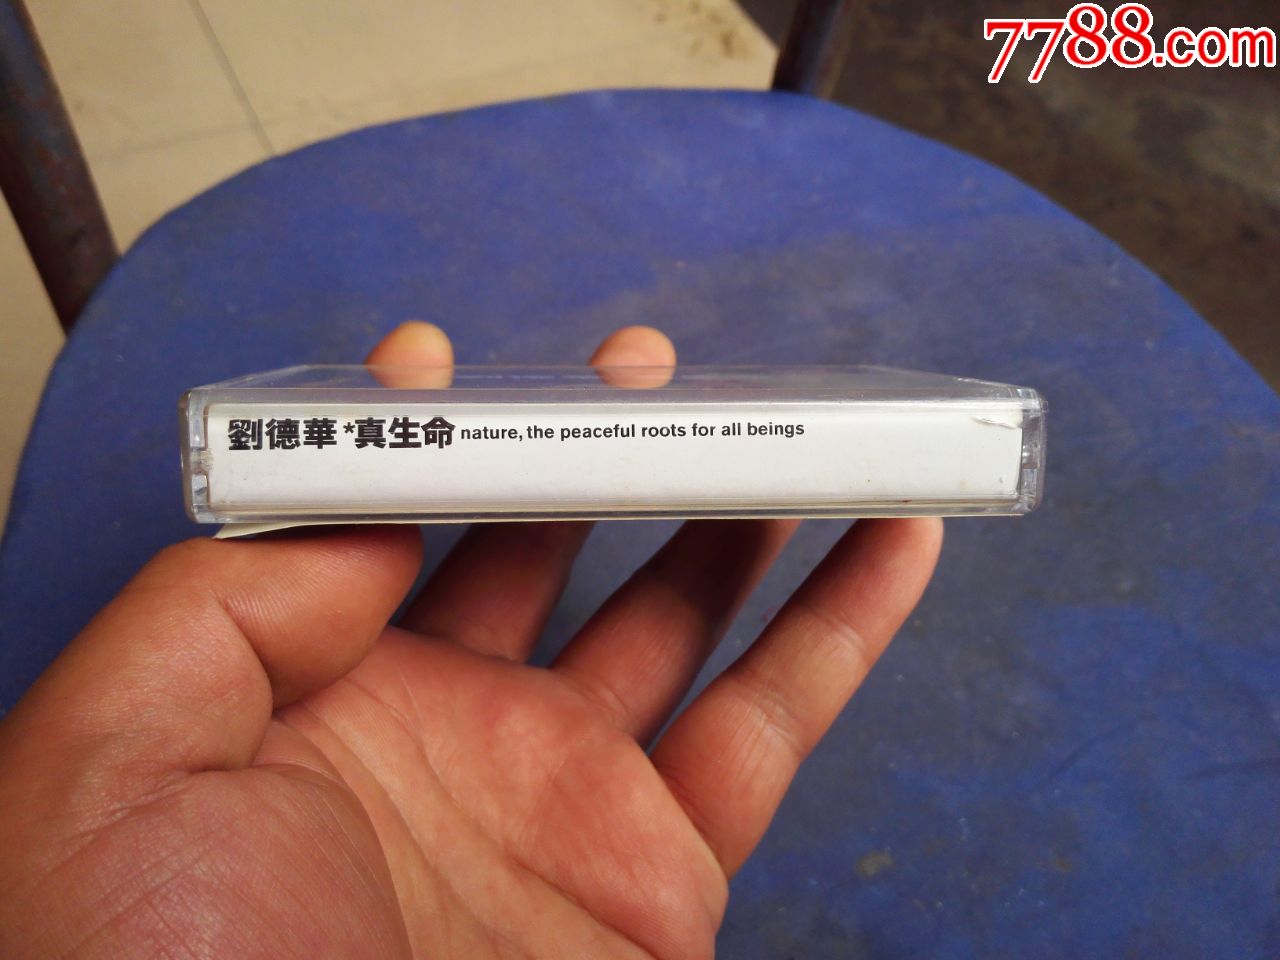 7788.com
劉德華*真生命 nature, the peaceful roots for all beings